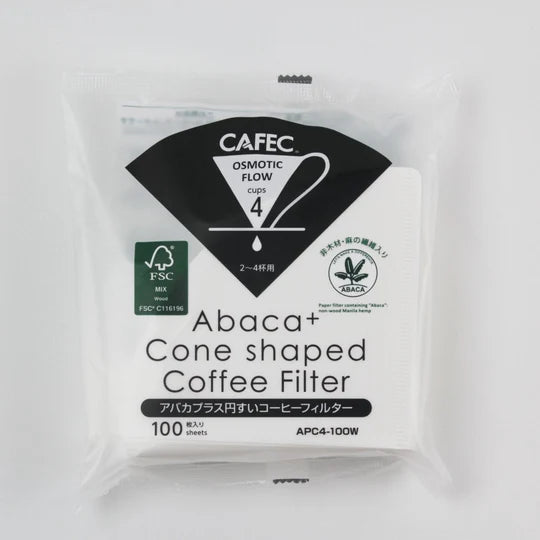 CAFEC
OSMOTIC
FLOW
cups
4
2～4杯用
FSC
MIX
Wood
FSC® C116196
非木材・麻の繊維入り
ABACA
Paper filter containing "Abaca":
non-wood Manila hemp
Abaca+
Cone shaped
Coffee Filter
アバカプラス円すいコーヒーフィルター
100 枚入り
sheets
APC4-100W